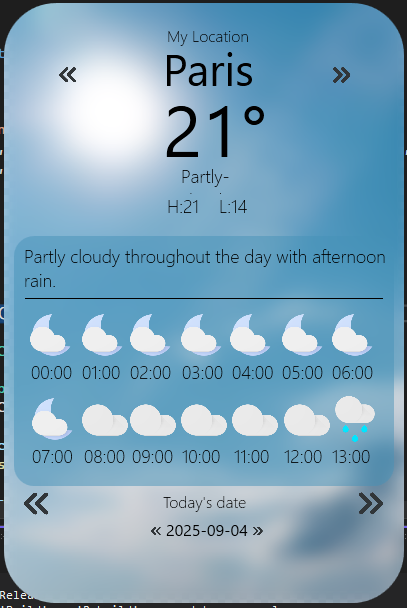 My Location
« Paris »
21°
Partly-
H:21 L:14
Partly cloudy throughout the day with afternoon
rain.
00:00 01:00 02:00 03:00 04:00 05:00 06:00
07:00 08:00 09:00 10:00 11:00 12:00 13:00
« Today's date »
« 2025-09-04 »